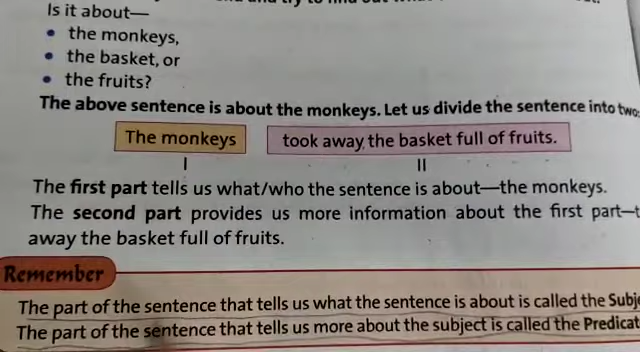 Is it about—
• the monkeys,
• the basket, or
• the fruits?
The above sentence is about the monkeys. Let us divide the sentence into two:
The monkeys took away the basket full of fruits.
I II
The first part tells us what/who the sentence is about—the monkeys.
The second part provides us more information about the first part—
away the basket full of fruits.
Remember
The part of the sentence that tells us what the sentence is about is called the
The part of the sentence that tells us more about the subject is called the